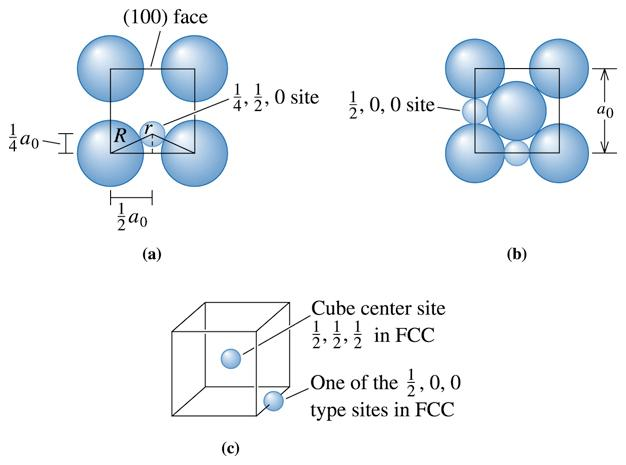 (100) face
1/4, 1/2, 0 site
R
r
1/4 a₀
1/2 a₀
(a)
1/2, 0, 0 site
a₀
(b)
Cube center site
1/2, 1/2, 1/2 in FCC
One of the 1/2, 0, 0
type sites in FCC
(c)